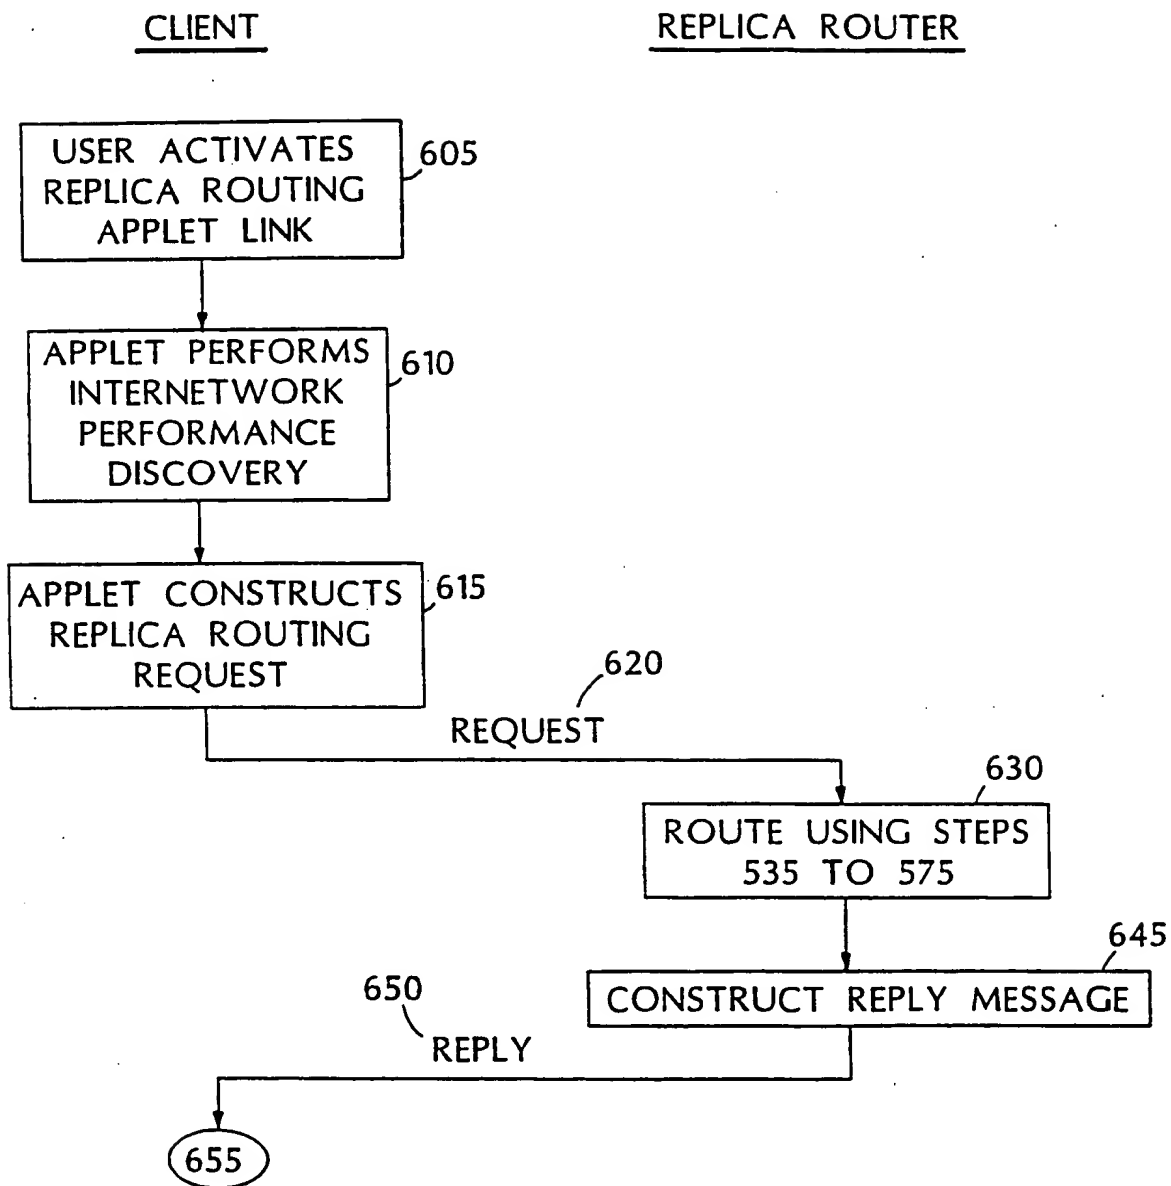 CLIENT
REPLICA ROUTER
USER ACTIVATES
REPLICA ROUTING
APPLET LINK
605
APPLET PERFORMS
INTERNETWORK
PERFORMANCE
DISCOVERY
610
APPLET CONSTRUCTS
REPLICA ROUTING
REQUEST
615
620
REQUEST
630
ROUTE USING STEPS
535 TO 575
645
CONSTRUCT REPLY MESSAGE
650
REPLY
655